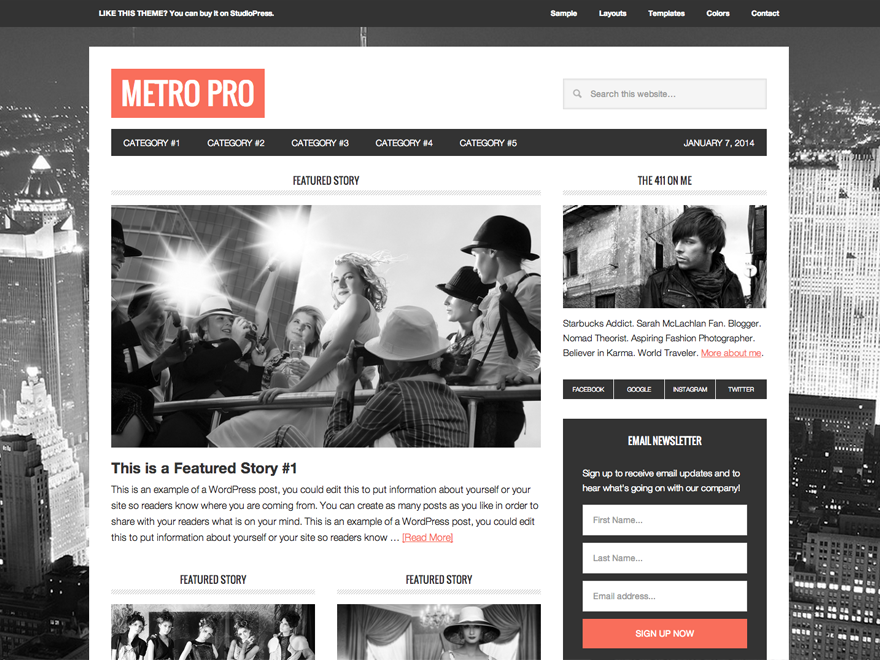 LIKE THIS THEME? You can buy it on StudioPress.
Sample Layouts Templates Colors Contact
METRO PRO
Search this website...
CATEGORY #1 CATEGORY #2 CATEGORY #3 CATEGORY #4 CATEGORY #5
JANUARY 7, 2014
FEATURED STORY
This is a Featured Story #1
This is an example of a WordPress post, you could edit this to put information about yourself or your
site so readers know where you are coming from. You can create as many posts as you like in order to
share with your readers what is on your mind. This is an example of a WordPress post, you could edit
this to put information about yourself or your site so readers know … [Read More]
FEATURED STORY
FEATURED STORY
THE 411 ON ME
Starbucks Addict. Sarah McLachlan Fan. Blogger.
Nomad Theorist. Aspiring Fashion Photographer.
Believer in Karma. World Traveler. More about me.
FACEBOOK GOOGLE INSTAGRAM TWITTER
EMAIL NEWSLETTER
Sign up to receive email updates and to
hear what's going on with our company!
First Name...
Last Name...
Email address...
SIGN UP NOW